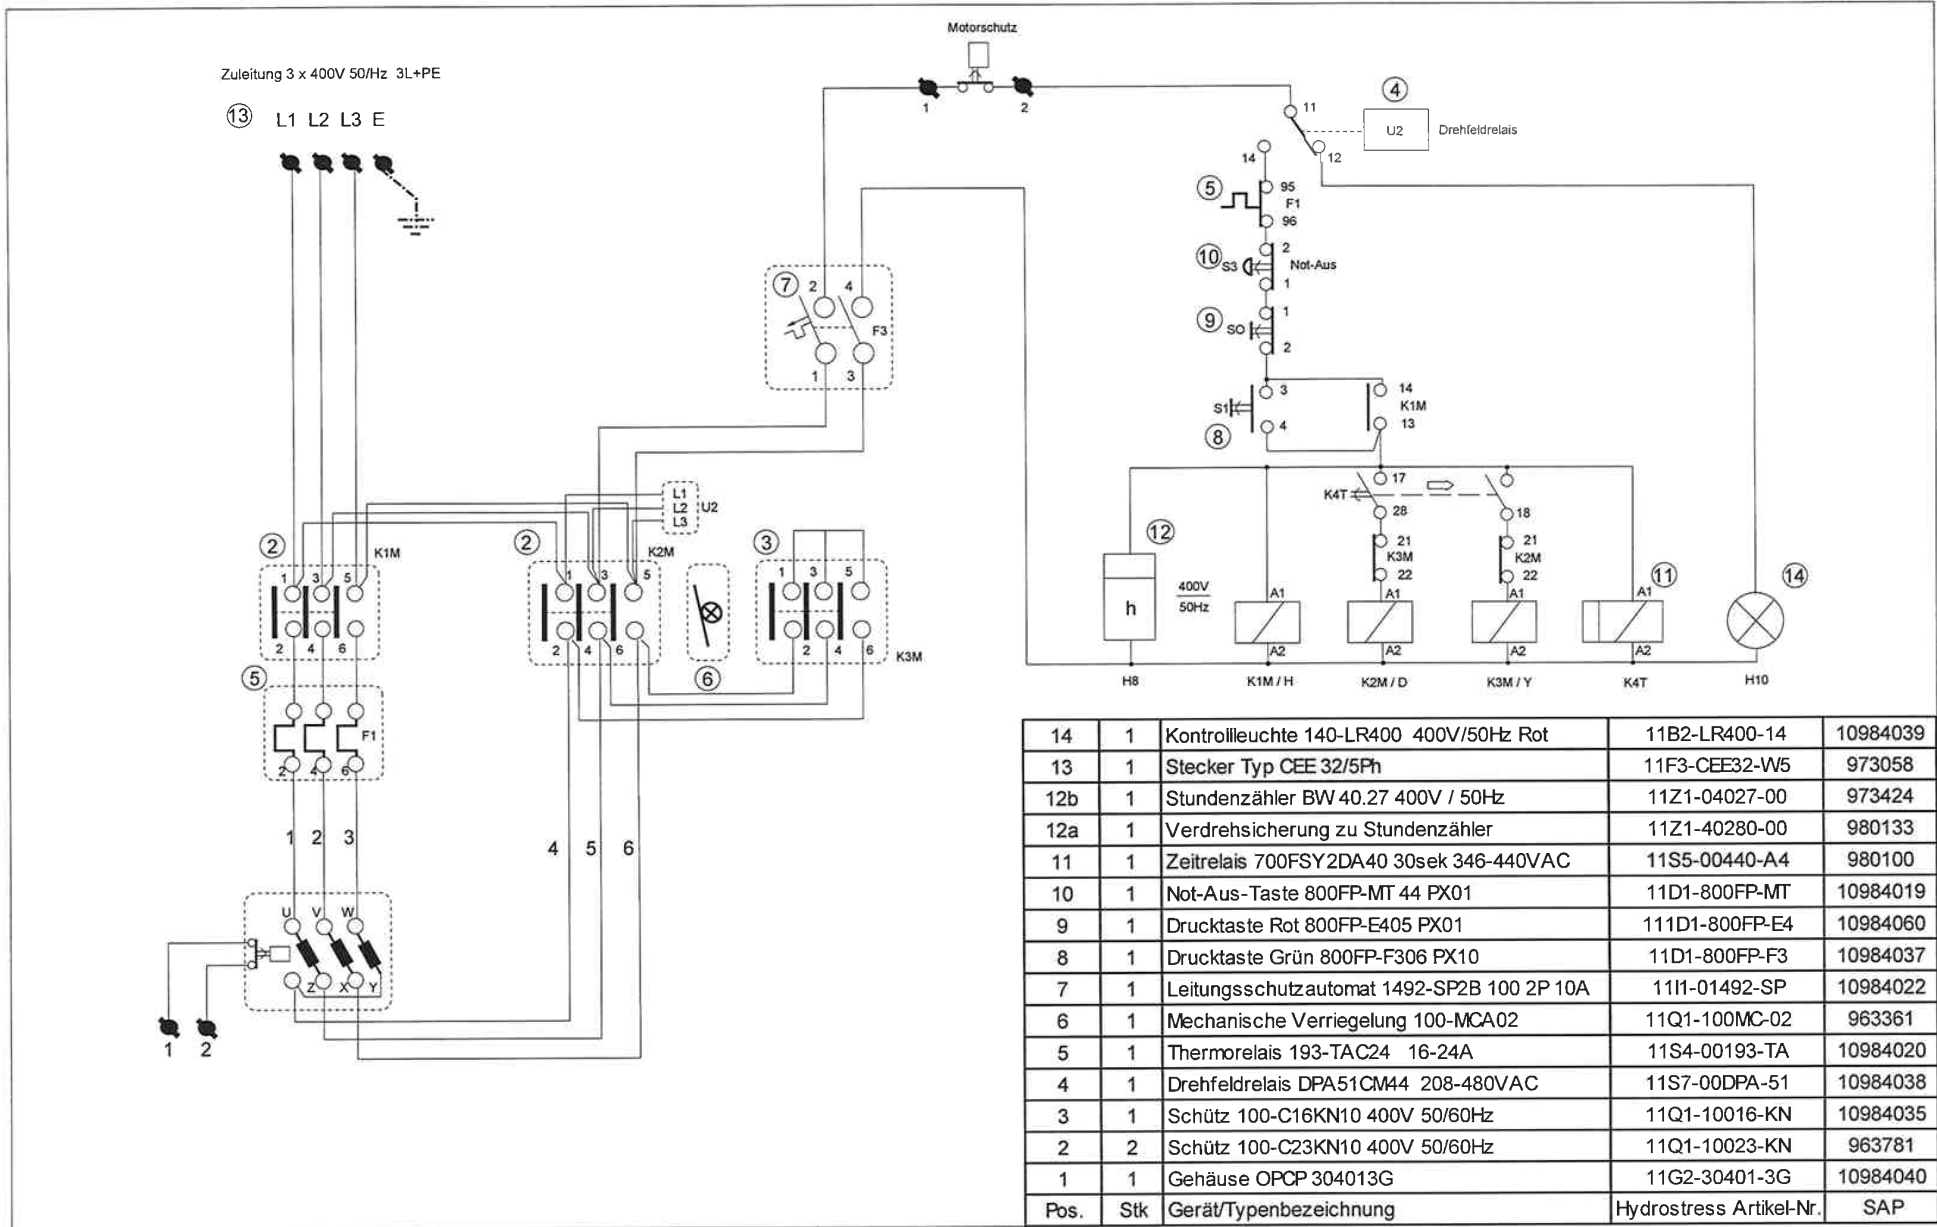 Motorschutz
Zuleitung 3 x 400V 50/Hz 3L+PE
13 L1 L2 L3 E
1 2
11
4
U2 Drehfeldrelais
12
14
5 95
F1
96
10 S3 2
Not-Aus
1
9 SO 1
2
7 2 4
F3
1 3
3 14
S1 K1M
4 13
8
L1
L2 U2
L3
17
K4T
28 18
2 1 3 5 K1M
2 4 6
2 1 3 5 K2M
2 4 6
6
3 1 3 5
2 4 6 K3M
12
h
400V
50Hz
21
K3M
22
21
K2M
22
11
14
A1 A1 A1 A1
A2 A2 A2 A2
H8 K1M / H K2M / D K3M / Y K4T H10
5
F1
2 4 6
1 2 3 4 5 6
U V W
Z X Y
1 2
14 1 Kontrollleuchte 140-LR400 400V/50Hz Rot 11B2-LR400-14 10984039
13 1 Stecker Typ CEE 32/5Ph 11F3-CEE32-W5 973058
12b 1 Stundenzähler BW 40.27 400V / 50Hz 11Z1-04027-00 973424
12a 1 Verdrehsicherung zu Stundenzähler 11Z1-40280-00 980133
11 1 Zeitrelais 700FSY2DA40 30sek 346-440VAC 11S5-00440-A4 980100
10 1 Not-Aus-Taste 800FP-MT 44 PX01 11D1-800FP-MT 10984019
9 1 Drucktaste Rot 800FP-E405 PX01 111D1-800FP-E4 10984060
8 1 Drucktaste Grün 800FP-F306 PX10 11D1-800FP-F3 10984037
7 1 Leitungsschutzautomat 1492-SP2B 100 2P 10A 11I1-01492-SP 10984022
6 1 Mechanische Verriegelung 100-MCA02 11Q1-100MC-02 963361
5 1 Thermorelais 193-TAC24 16-24A 11S4-00193-TA 10984020
4 1 Drehfeldrelais DPA51CM44 208-480VAC 11S7-00DPA-51 10984038
3 1 Schütz 100-C16KN10 400V 50/60Hz 11Q1-10016-KN 10984035
2 2 Schütz 100-C23KN10 400V 50/60Hz 11Q1-10023-KN 963781
1 1 Gehäuse OPCP 304013G 11G2-30401-3G 10984040
Pos. Stk Gerät/Typenbezeichnung Hydrostress Artikel-Nr. SAP